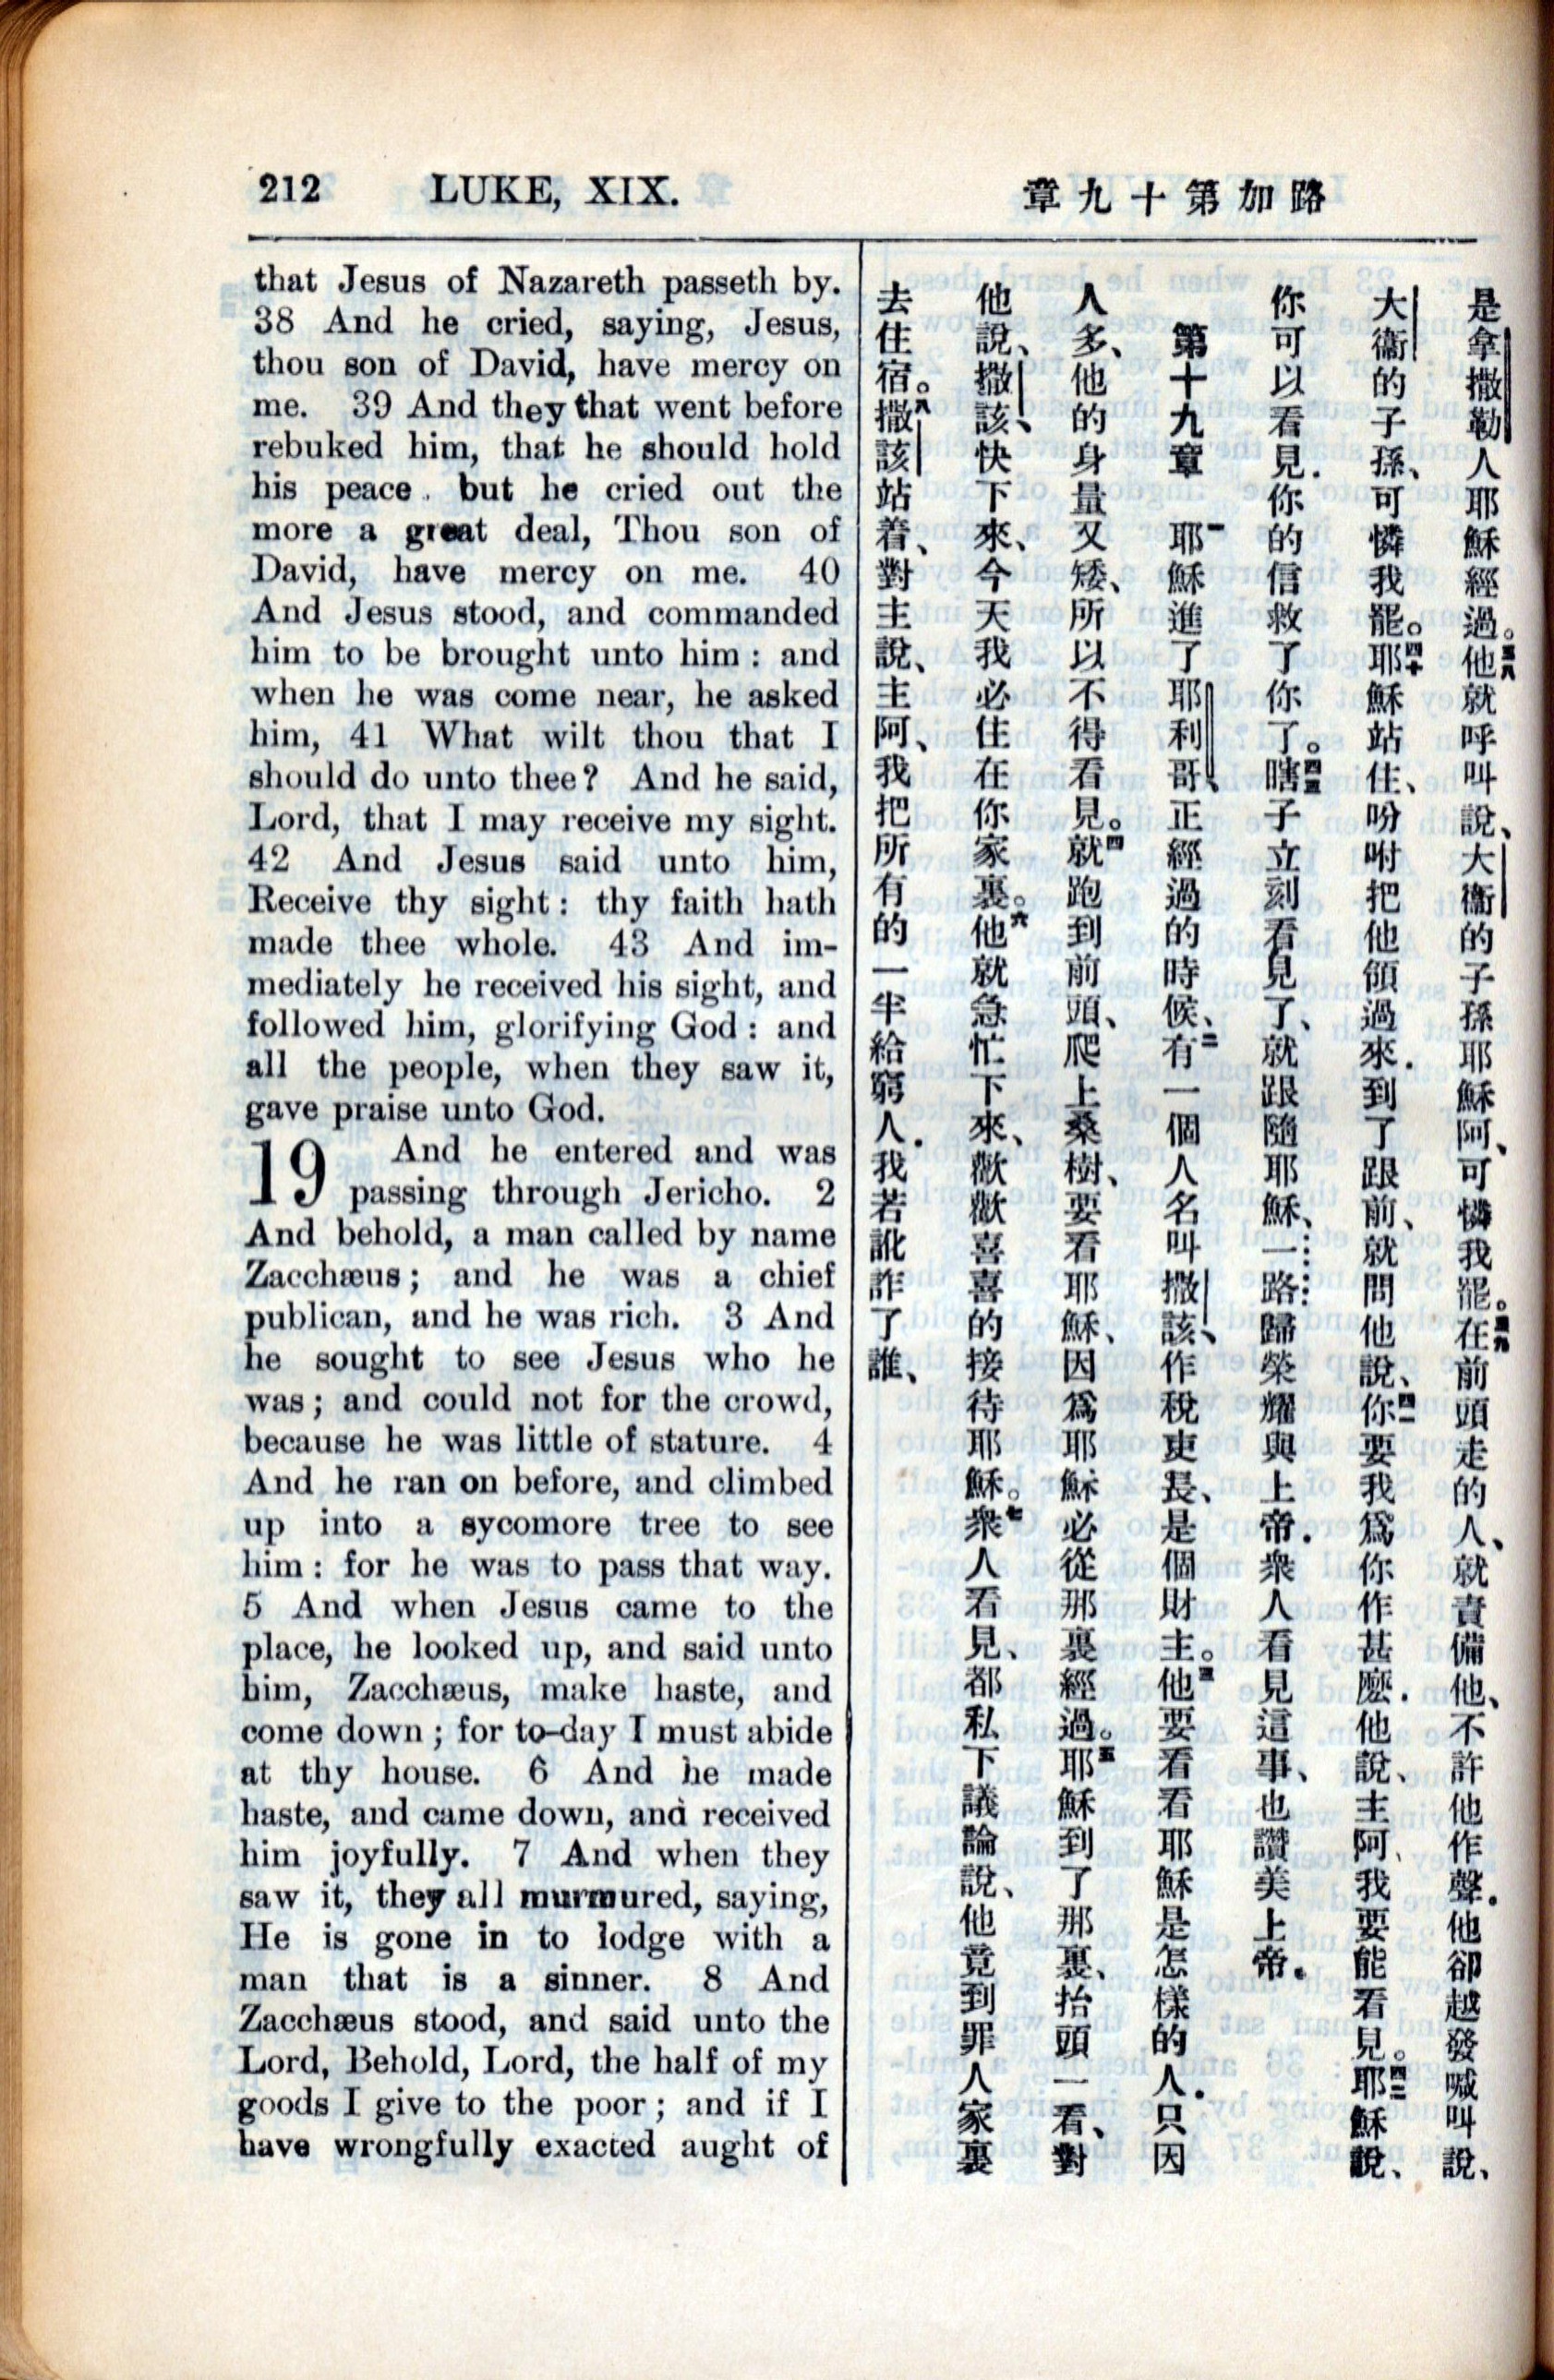 212 LUKE, XIX.
章九十第加路
that Jesus of Nazareth passeth by.
38 And he cried, saying, Jesus,
thou son of David, have mercy on
me. 39 And they that went before
rebuked him, that he should hold
his peace. but he cried out the
more a great deal, Thou son of
David, have mercy on me. 40
And Jesus stood, and commanded
him to be brought unto him : and
when he was come near, he asked
him, 41 What wilt thou that I
should do unto thee? And he said,
Lord, that I may receive my sight.
42 And Jesus said unto him,
Receive thy sight : thy faith hath
made thee whole. 43 And im-
mediately he received his sight, and
followed him, glorifying God : and
all the people, when they saw it,
gave praise unto God.
19 And he entered and was
passing through Jericho. 2
And behold, a man called by name
Zacchæus; and he was a chief
publican, and he was rich. 3 And
he sought to see Jesus who he
was; and could not for the crowd,
because he was little of stature. 4
And he ran on before, and climbed
up into a sycomore tree to see
him : for he was to pass that way.
5 And when Jesus came to the
place, he looked up, and said unto
him, Zacchæus, make haste, and
come down; for to-day I must abide
at thy house. 6 And he made
haste, and came down, and received
him joyfully. 7 And when they
saw it, they all murmured, saying,
He is gone in to lodge with a
man that is a sinner. 8 And
Zacchæus stood, and said unto the
Lord, Behold, Lord, the half of my
goods I give to the poor; and if I
have wrongfully exacted aught of
是拿撒勒人耶穌經過。三八他就呼叫說、大衞的子孫耶穌阿、可憐我罷。三九在前頭走的人、就責備他、不許他作聲.他卻越發喊叫說、
大衞的子孫、可憐我罷。四十耶穌站住、吩咐把他領過來.到了跟前、就問他說、四一你要我爲你作甚麽.他說、主阿、我要能看見。四二耶穌說、
你可以看見.你的信救了你了。四三瞎子立刻看見了、就跟隨耶穌、一路歸榮耀與上帝.衆人看見這事、也讚美上帝.
第十九章 一耶穌進了耶利哥、正經過的時候、二有一個人名叫撒該、作稅吏長、是個財主。三他要看看耶穌是怎樣的人.只因
人多、他的身量又矮、所以不得看見。四就跑到前頭、爬上桑樹、要看耶穌、因爲耶穌必從那裏經過。五耶穌到了那裏、抬頭一看、對
他說、撒該、快下來、今天我必住在你家裏。六他就急忙下來、歡歡喜喜的接待耶穌。七衆人看見、都私下議論說、他竟到罪人家裏
去住宿。八撒該站着、對主說、主阿、我把所有的一半給窮人.我若訛詐了誰、